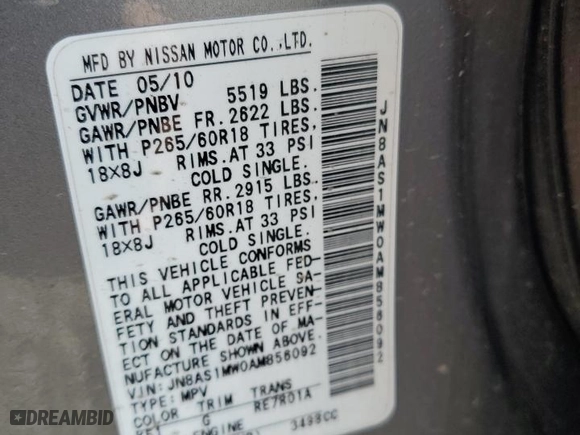 MFD BY NISSAN MOTOR CO.,LTD.
DATE 05/10
GVWR/PNBV 5519 LBS.
GAWR/PNBE FR. 2622 LBS.
WITH P265/60R18 TIRES,
18X8J RIMS. AT 33 PSI
COLD SINGLE.
GAWR/PNBE RR. 2915 LBS.
WITH P265/60R18 TIRES,
18X8J RIMS. AT 33 PSI
COLD SINGLE.
THIS VEHICLE CONFORMS
TO ALL APPLICABLE FED-
ERAL MOTOR VEHICLE SA-
FETY AND THEFT PREVEN-
TION STANDARDS IN EFF-
ECT ON THE DATE OF MA-
NUFACTURE SHOWN ABOVE.
V.I.N: JN8AS1MW0AM856092
TYPE: MPV
COLOR TRIM TRANS
G RE7R01A
ENGINE
3498CC
JN8AS1MW0AM856092
DREAMBID